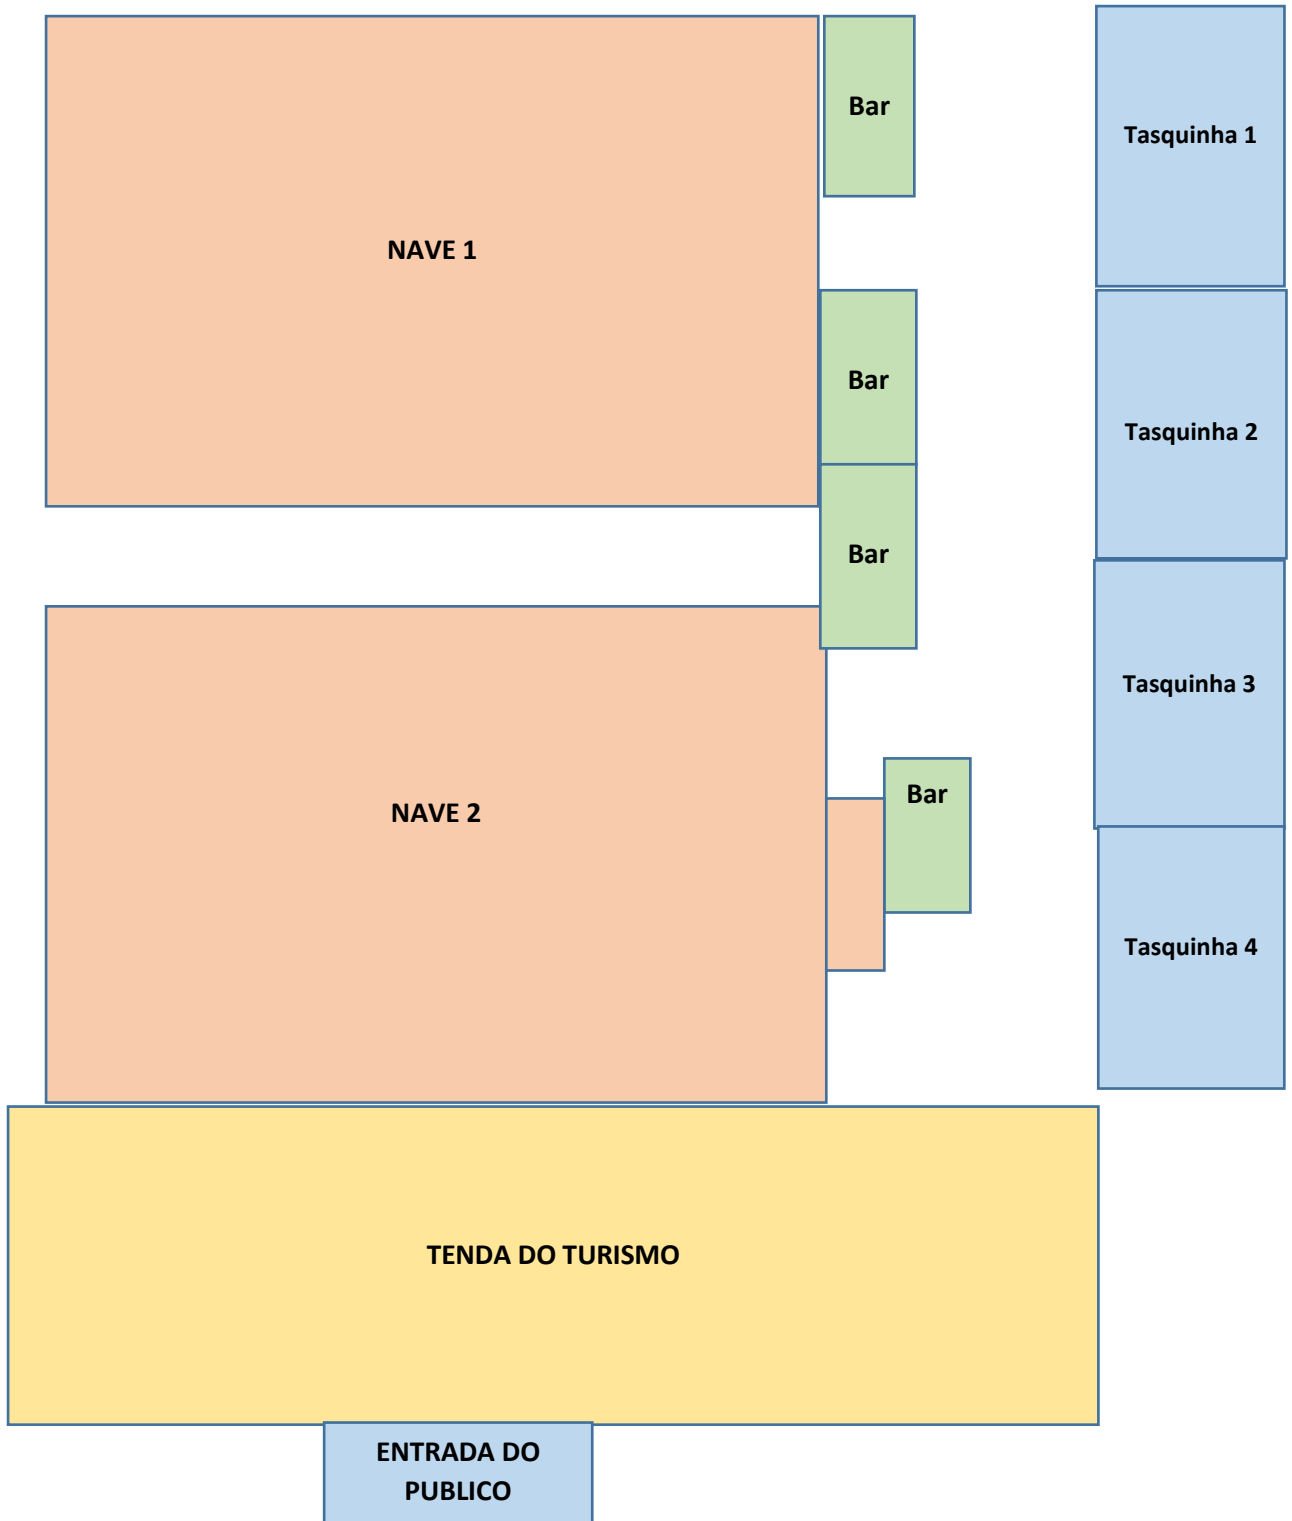 Bar
Tasquinha 1
NAVE 1
Bar
Tasquinha 2
Bar
Tasquinha 3
Bar
NAVE 2
Tasquinha 4
TENDA DO TURISMO
ENTRADA DO
PUBLICO